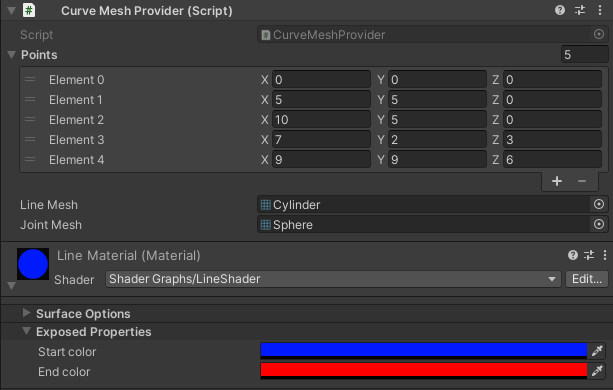 Curve Mesh Provider (Script)
Script CurveMeshProvider
Points 5
Element 0 X 0 Y 0 Z 0
Element 1 X 5 Y 5 Z 0
Element 2 X 10 Y 5 Z 0
Element 3 X 7 Y 2 Z 3
Element 4 X 9 Y 9 Z 6
Line Mesh Cylinder
Joint Mesh Sphere
Line Material (Material)
Shader Shader Graphs/LineShader Edit...
Surface Options
Exposed Properties
Start color
End color